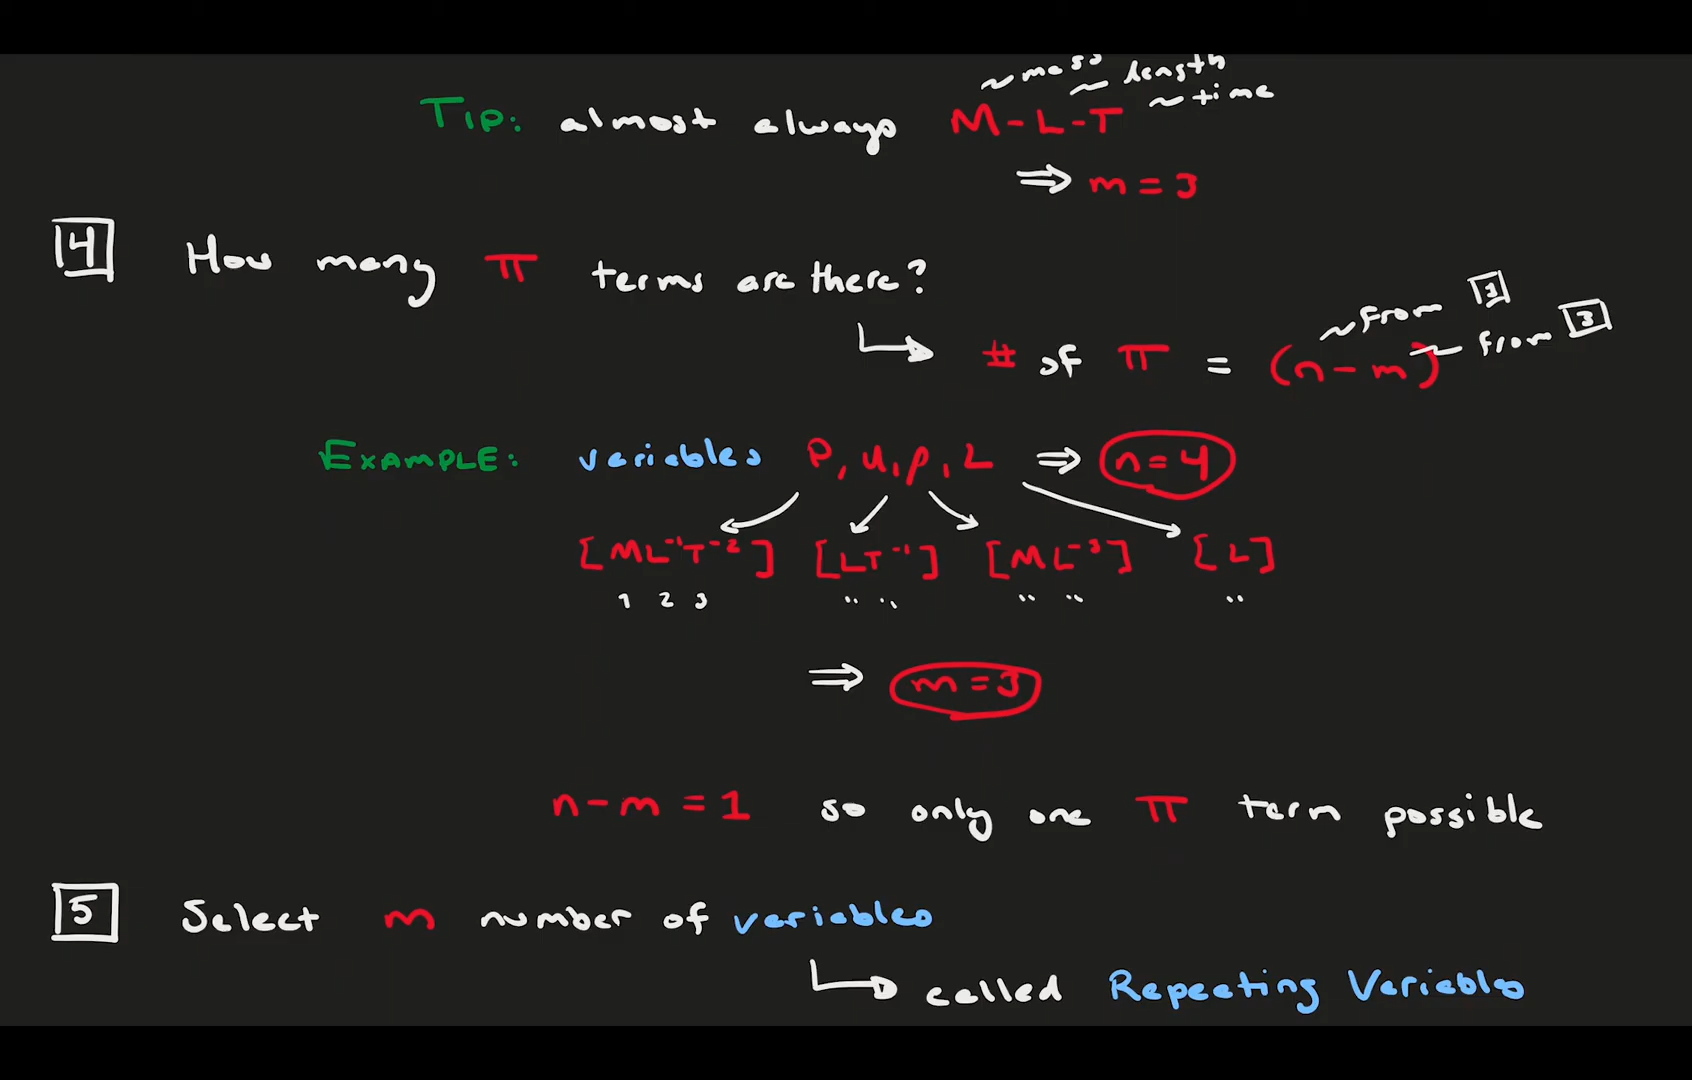 ~ mass
~ length
~ time
TIP: almost always M-L-T
⇒ m = 3
4 How many π terms are there?
~ from 1
~ from 3
↳ # of π = (n - m)
EXAMPLE: variables P, u, ρ, L ⇒ n = 4
[ML⁻¹T⁻²] [LT⁻¹] [ML⁻³] [L]
1 2 3 " " " " "
⇒ m = 3
n - m = 1 so only one π term possible
5 Select m number of variables
↳ called Repeating Variables